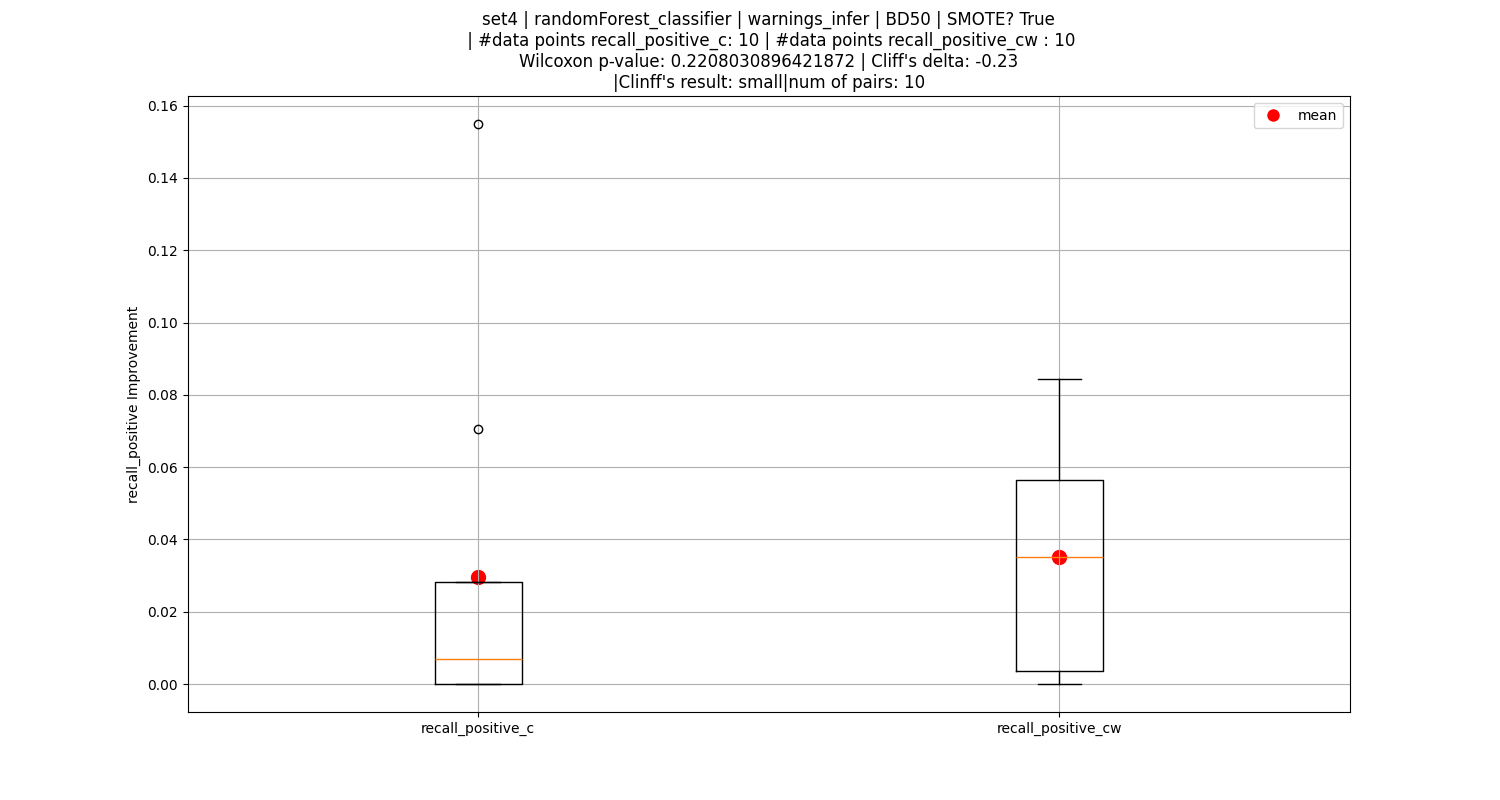 set4 | randomForest_classifier | warnings_infer | BD50 | SMOTE? True
| #data points recall_positive_c: 10 | #data points recall_positive_cw : 10
Wilcoxon p-value: 0.2208030896421872 | Cliff's delta: -0.23
|Clinff's result: small|num of pairs: 10
mean
0.16
0.14
0.12
0.10
0.08
0.06
0.04
0.02
0.00
recall_positive Improvement
recall_positive_c
recall_positive_cw